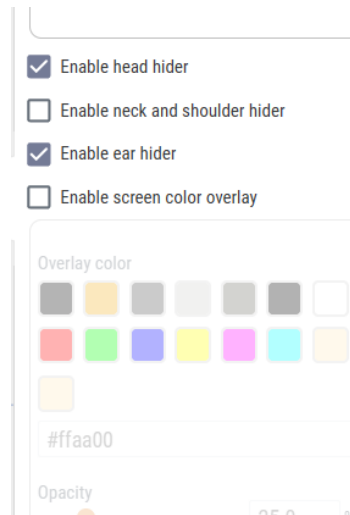 Enable head hider
Enable neck and shoulder hider
Enable ear hider
Enable screen color overlay
Overlay color
#ffaa00
Opacity